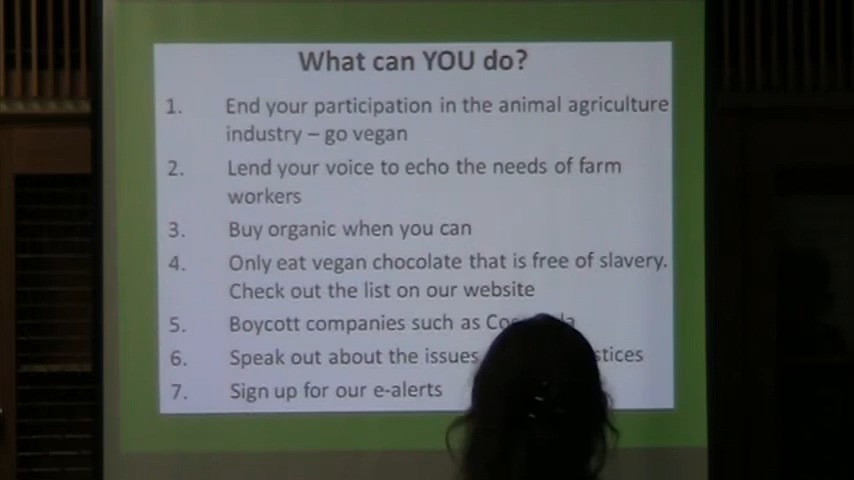 What can YOU do?
1. End your participation in the animal agriculture
industry – go vegan
2. Lend your voice to echo the needs of farm
workers
3. Buy organic when you can
4. Only eat vegan chocolate that is free of slavery.
Check out the list on our website
5. Boycott companies such as
6. Speak out about the issues
7. Sign up for our e-alerts